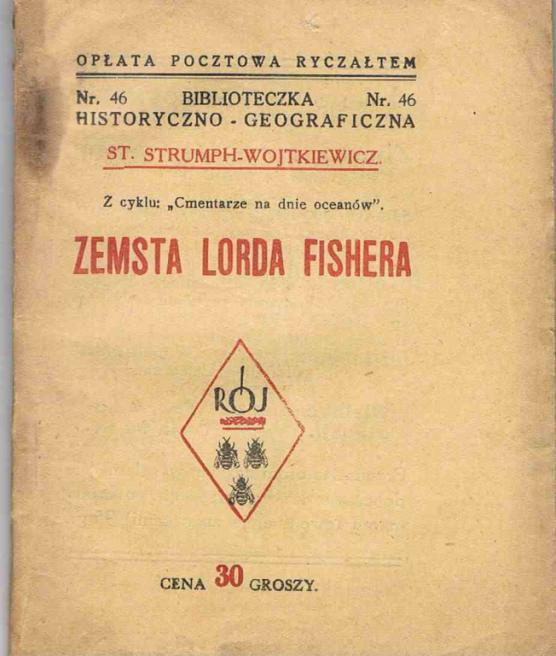 OPŁATA POCZTOWA RYCZAŁTEM
Nr. 46 BIBLIOTECZKA Nr. 46
HISTORYCZNO - GEOGRAFICZNA
ST. STRUMPH-WOJTKIEWICZ.
Z cyklu: „Cmentarze na dnie oceanów”.
ZEMSTA LORDA FISHERA
RÓJ
CENA 30 GROSZY.